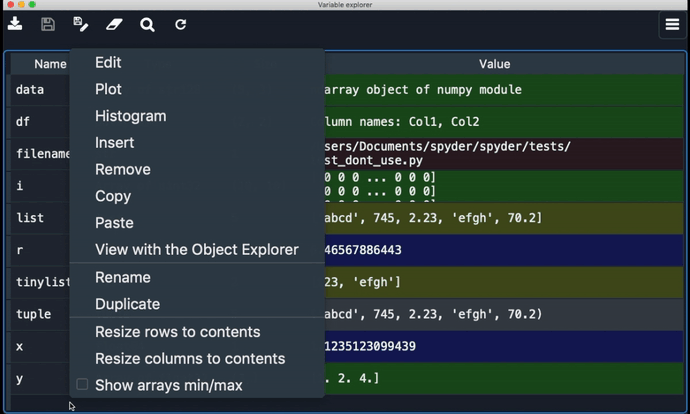 Variable explorer
Name
Value
data
array object of numpy module
df
lumn names: Col1, Col2
filename
sers/Documents/spyder/spyder/tests/
st_dont_use.py
i
0 0 0 ... 0 0 0]
0 0 0 ... 0 0 0]
list
abcd', 745, 2.23, 'efgh', 70.2]
r
46567886443
tinylist
23, 'efgh']
tuple
abcd', 745, 2.23, 'efgh', 70.2)
x
1235123099439
y
. 2. 4.]
Edit
Plot
Histogram
Insert
Remove
Copy
Paste
View with the Object Explorer
Rename
Duplicate
Resize rows to contents
Resize columns to contents
Show arrays min/max